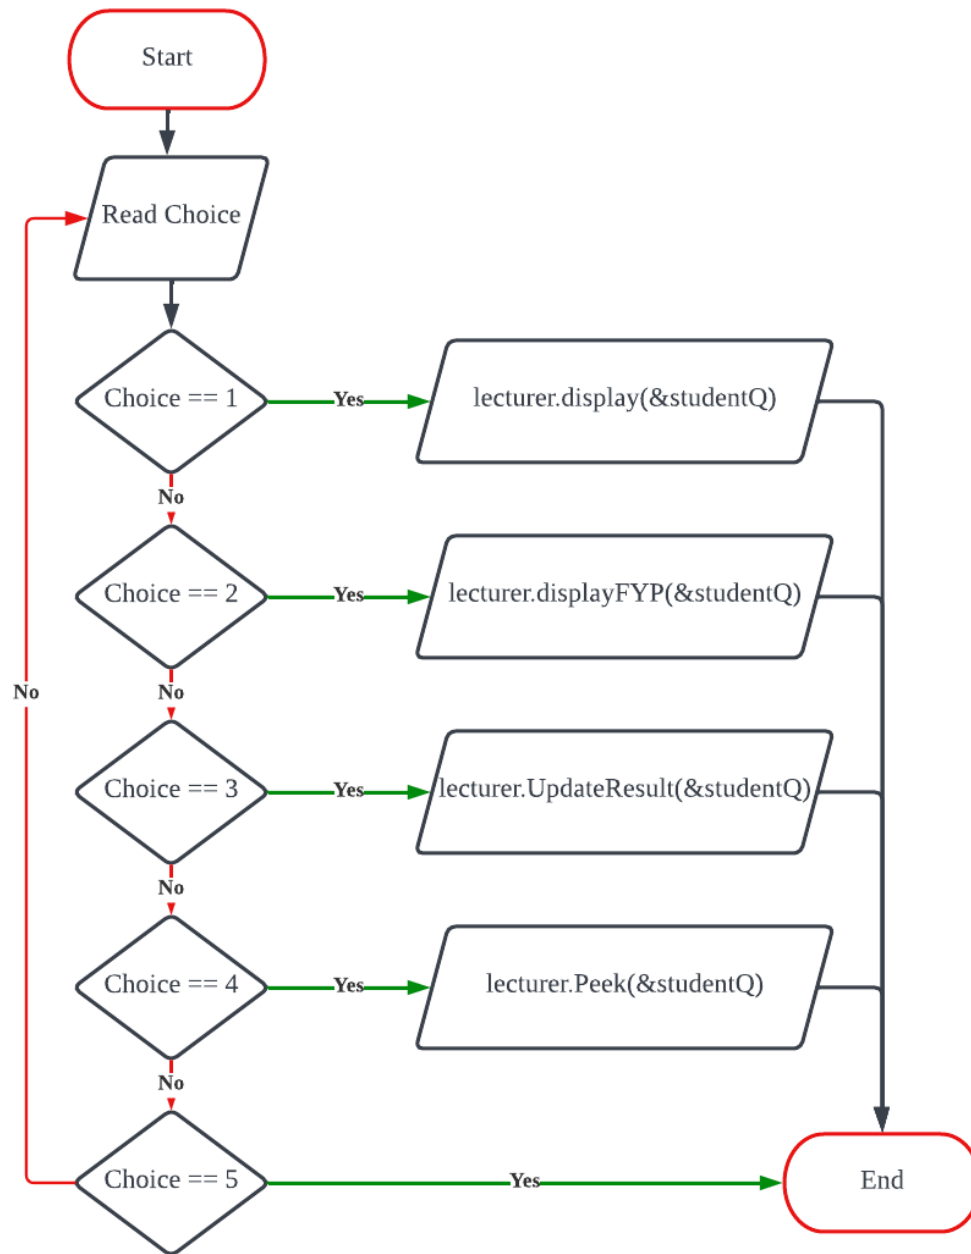 Start
Read Choice
Choice == 1
Yes
lecturer.display(&studentQ)
No
Choice == 2
Yes
lecturer.displayFYP(&studentQ)
No
No
Choice == 3
Yes
lecturer.UpdateResult(&studentQ)
No
Choice == 4
Yes
lecturer.Peek(&studentQ)
No
Choice == 5
Yes
End